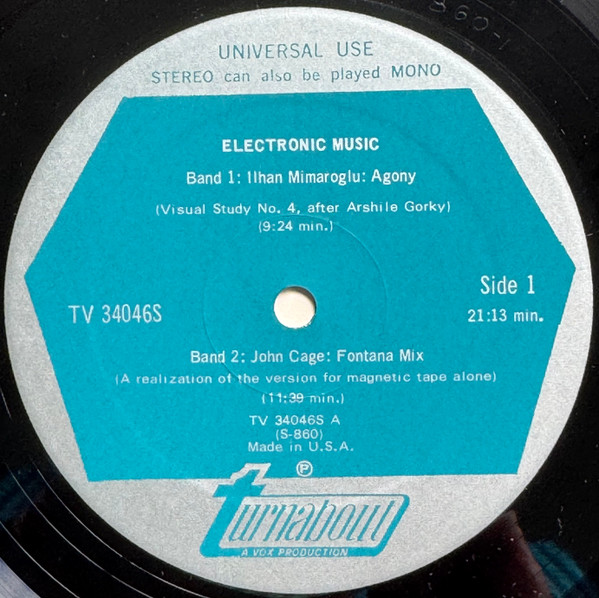 860-1
UNIVERSAL USE
STEREO can also be played MONO
ELECTRONIC MUSIC
Band 1: Ilhan Mimaroglu: Agony
(Visual Study No. 4, after Arshile Gorky)
(9:24 min.)
Side 1
TV 34046S
21:13 min.
Band 2: John Cage: Fontana Mix
(A realization of the version for magnetic tape alone)
(11:39 min.)
TV 34046S A
(S-860)
Made in U.S.A.
℗
turnabout
A VOX PRODUCTION